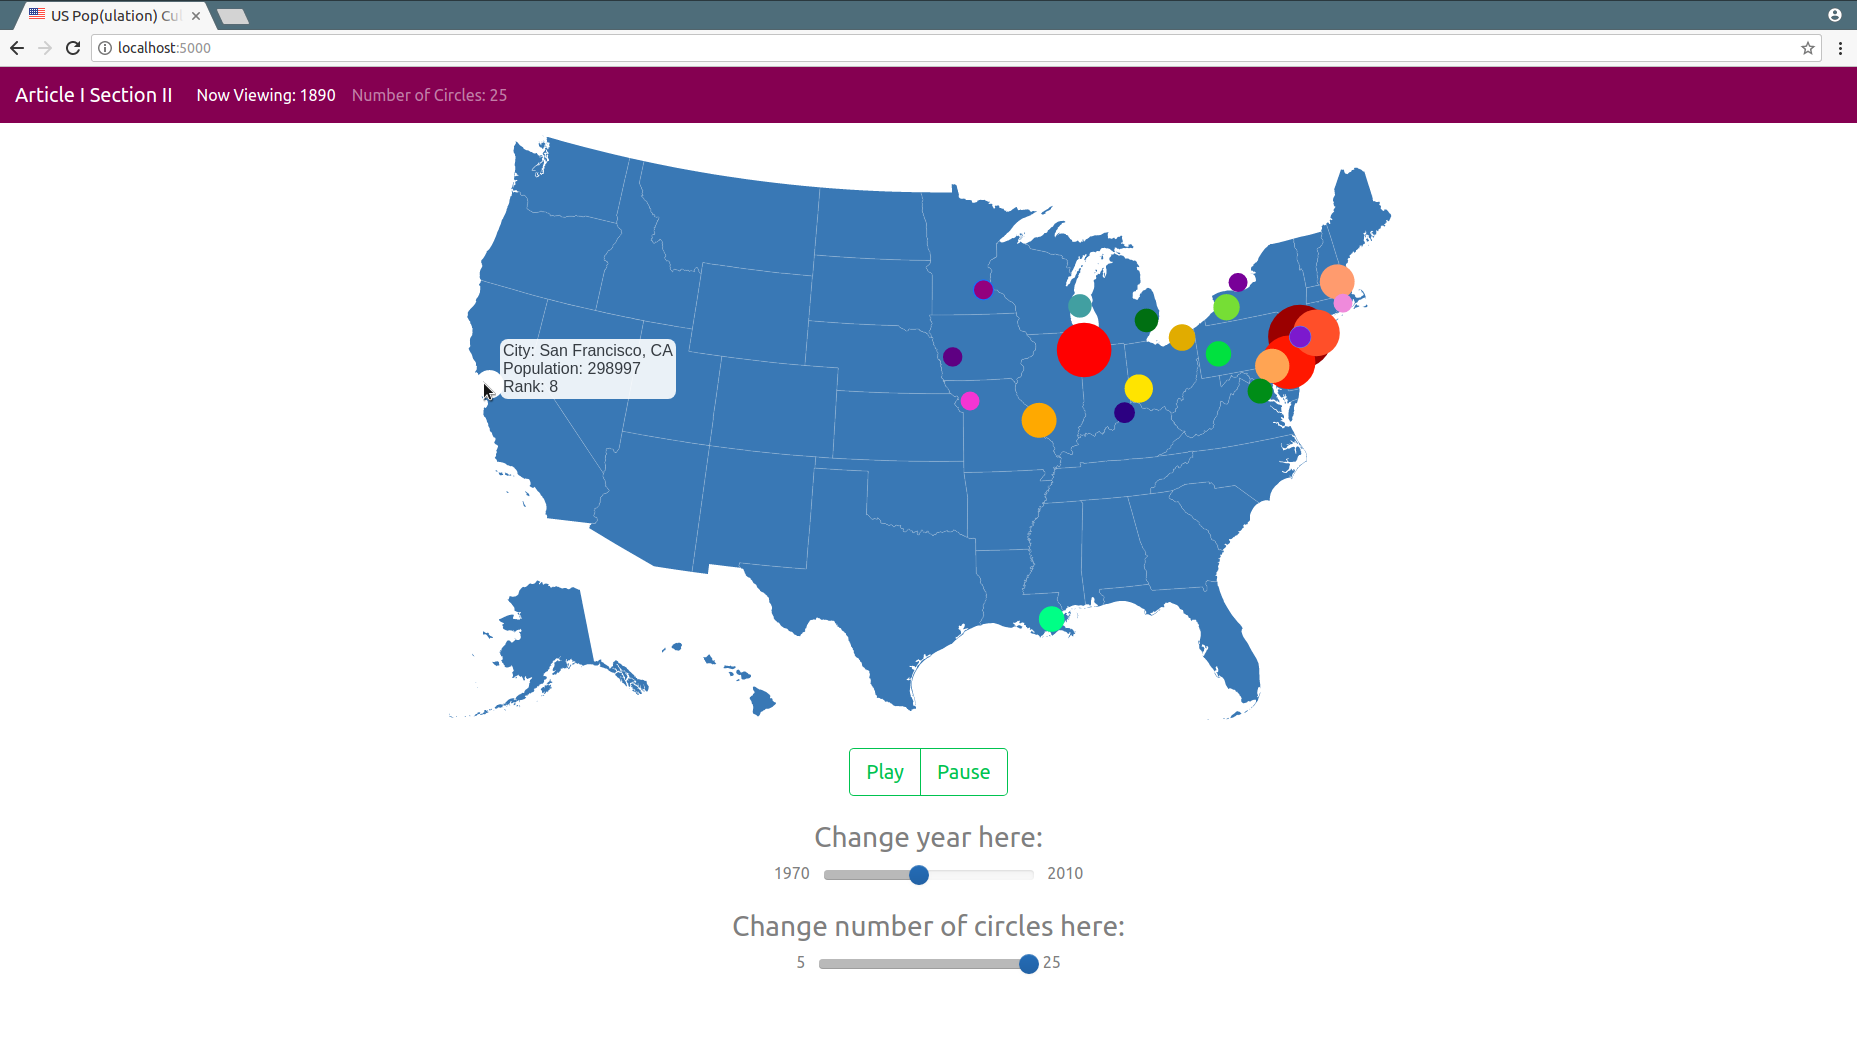 US Pop(ulation) Cu
localhost:5000
Article I Section II Now Viewing: 1890 Number of Circles: 25
City: San Francisco, CA
Population: 298997
Rank: 8
Play Pause
Change year here:
1970 2010
Change number of circles here:
5 25